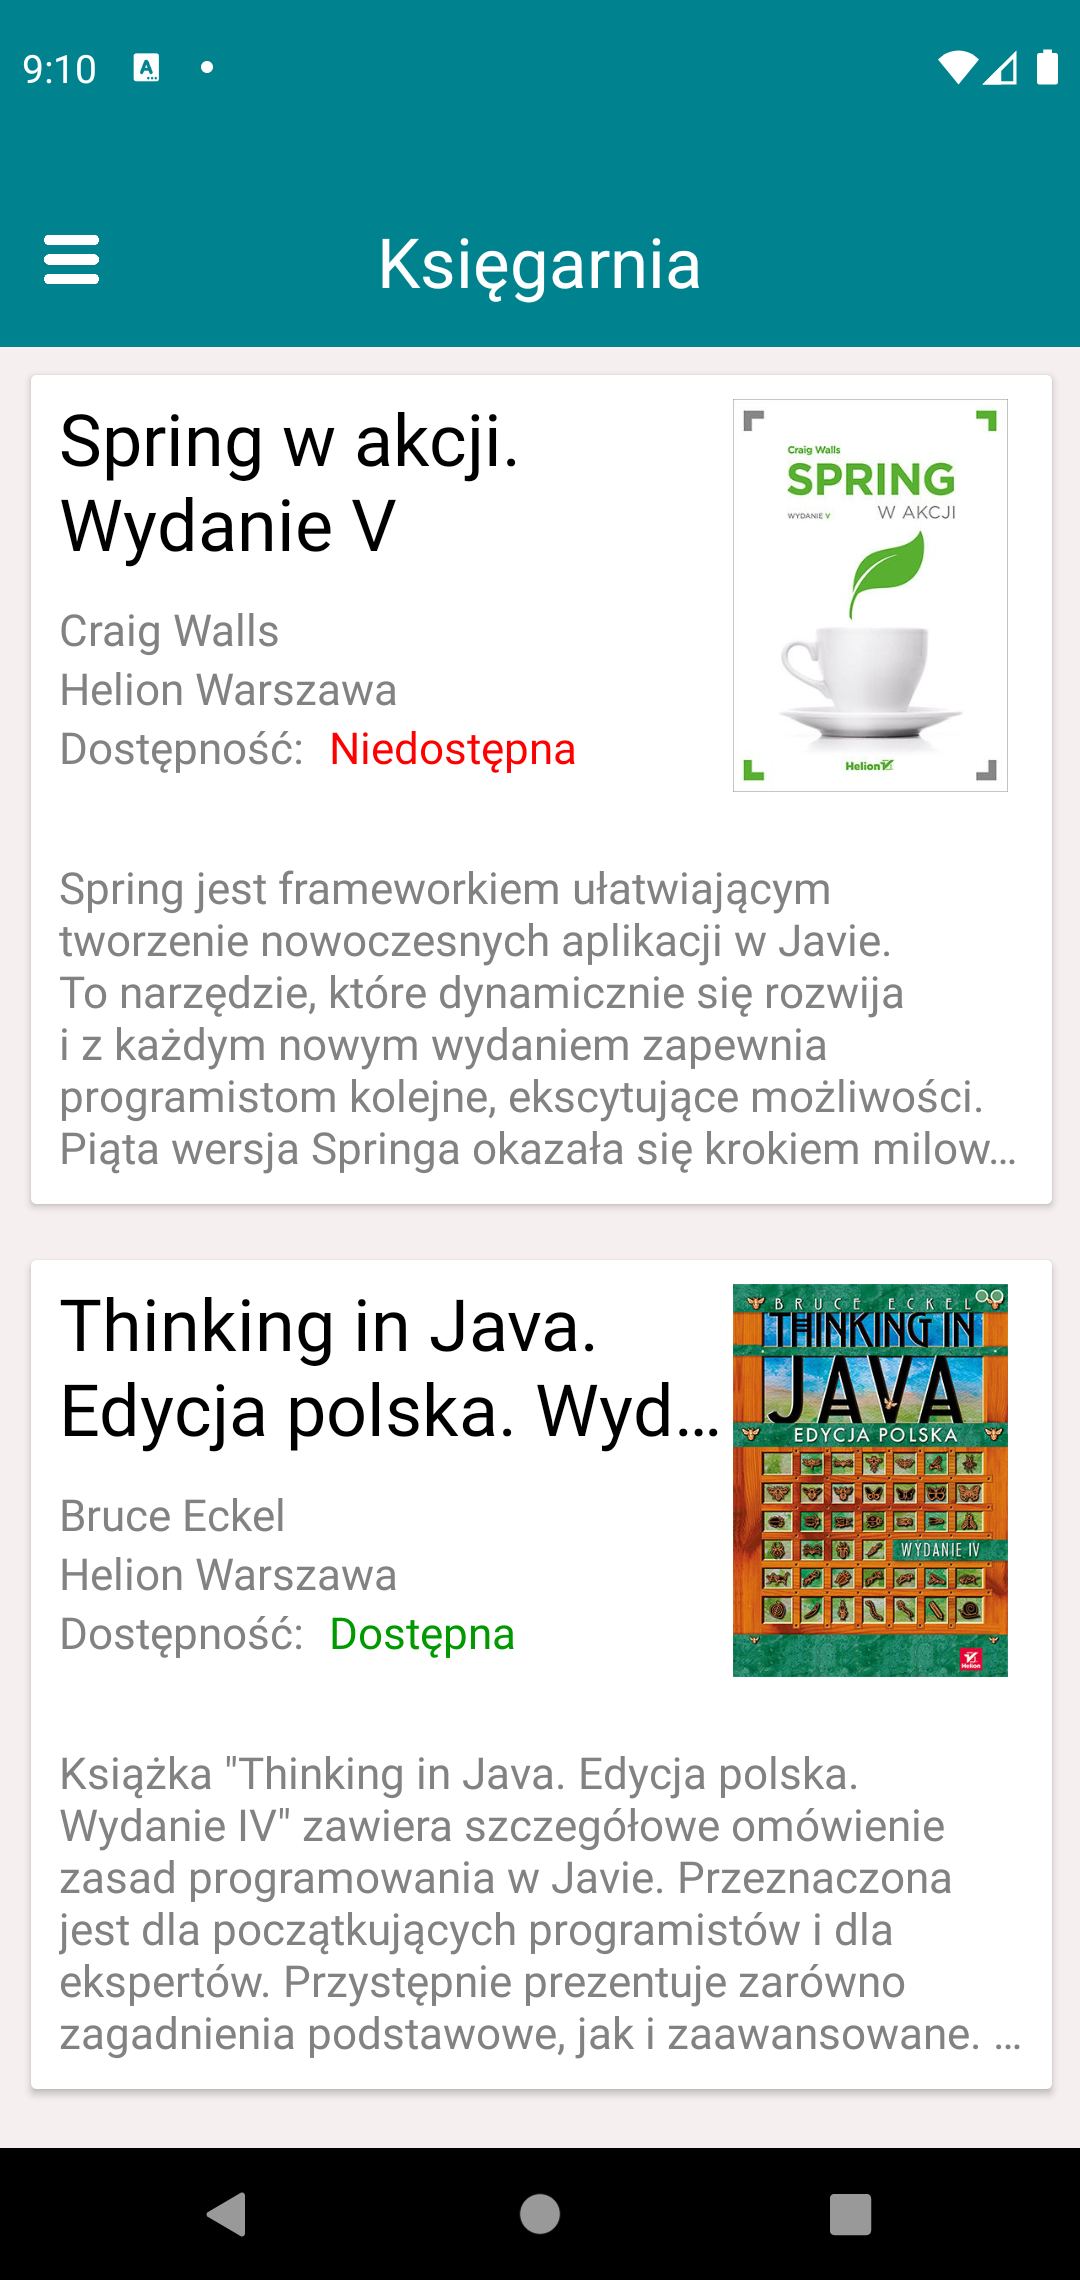 9:10
Księgarnia
Spring w akcji.
Wydanie V
Craig Walls
Helion Warszawa
Dostępność: Niedostępna
Craig Walls
SPRING
WYDANIE V W AKCJI
Helion
Spring jest frameworkiem ułatwiającym
tworzenie nowoczesnych aplikacji w Javie.
To narzędzie, które dynamicznie się rozwija
i z każdym nowym wydaniem zapewnia
programistom kolejne, ekscytujące możliwości.
Piąta wersja Springa okazała się krokiem milow...
Thinking in Java.
Edycja polska. Wyd...
Bruce Eckel
Helion Warszawa
Dostępność: Dostępna
BRUCE ECKEL
THINKING IN
JAVA
EDYCJA POLSKA
WYDANIE IV
Helion
Książka "Thinking in Java. Edycja polska.
Wydanie IV" zawiera szczegółowe omówienie
zasad programowania w Javie. Przeznaczona
jest dla początkujących programistów i dla
ekspertów. Przystępnie prezentuje zarówno
zagadnienia podstawowe, jak i zaawansowane. ...